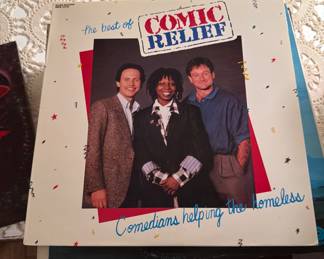 The best of
COMIC
RELIEF
Comedians helping the homeless